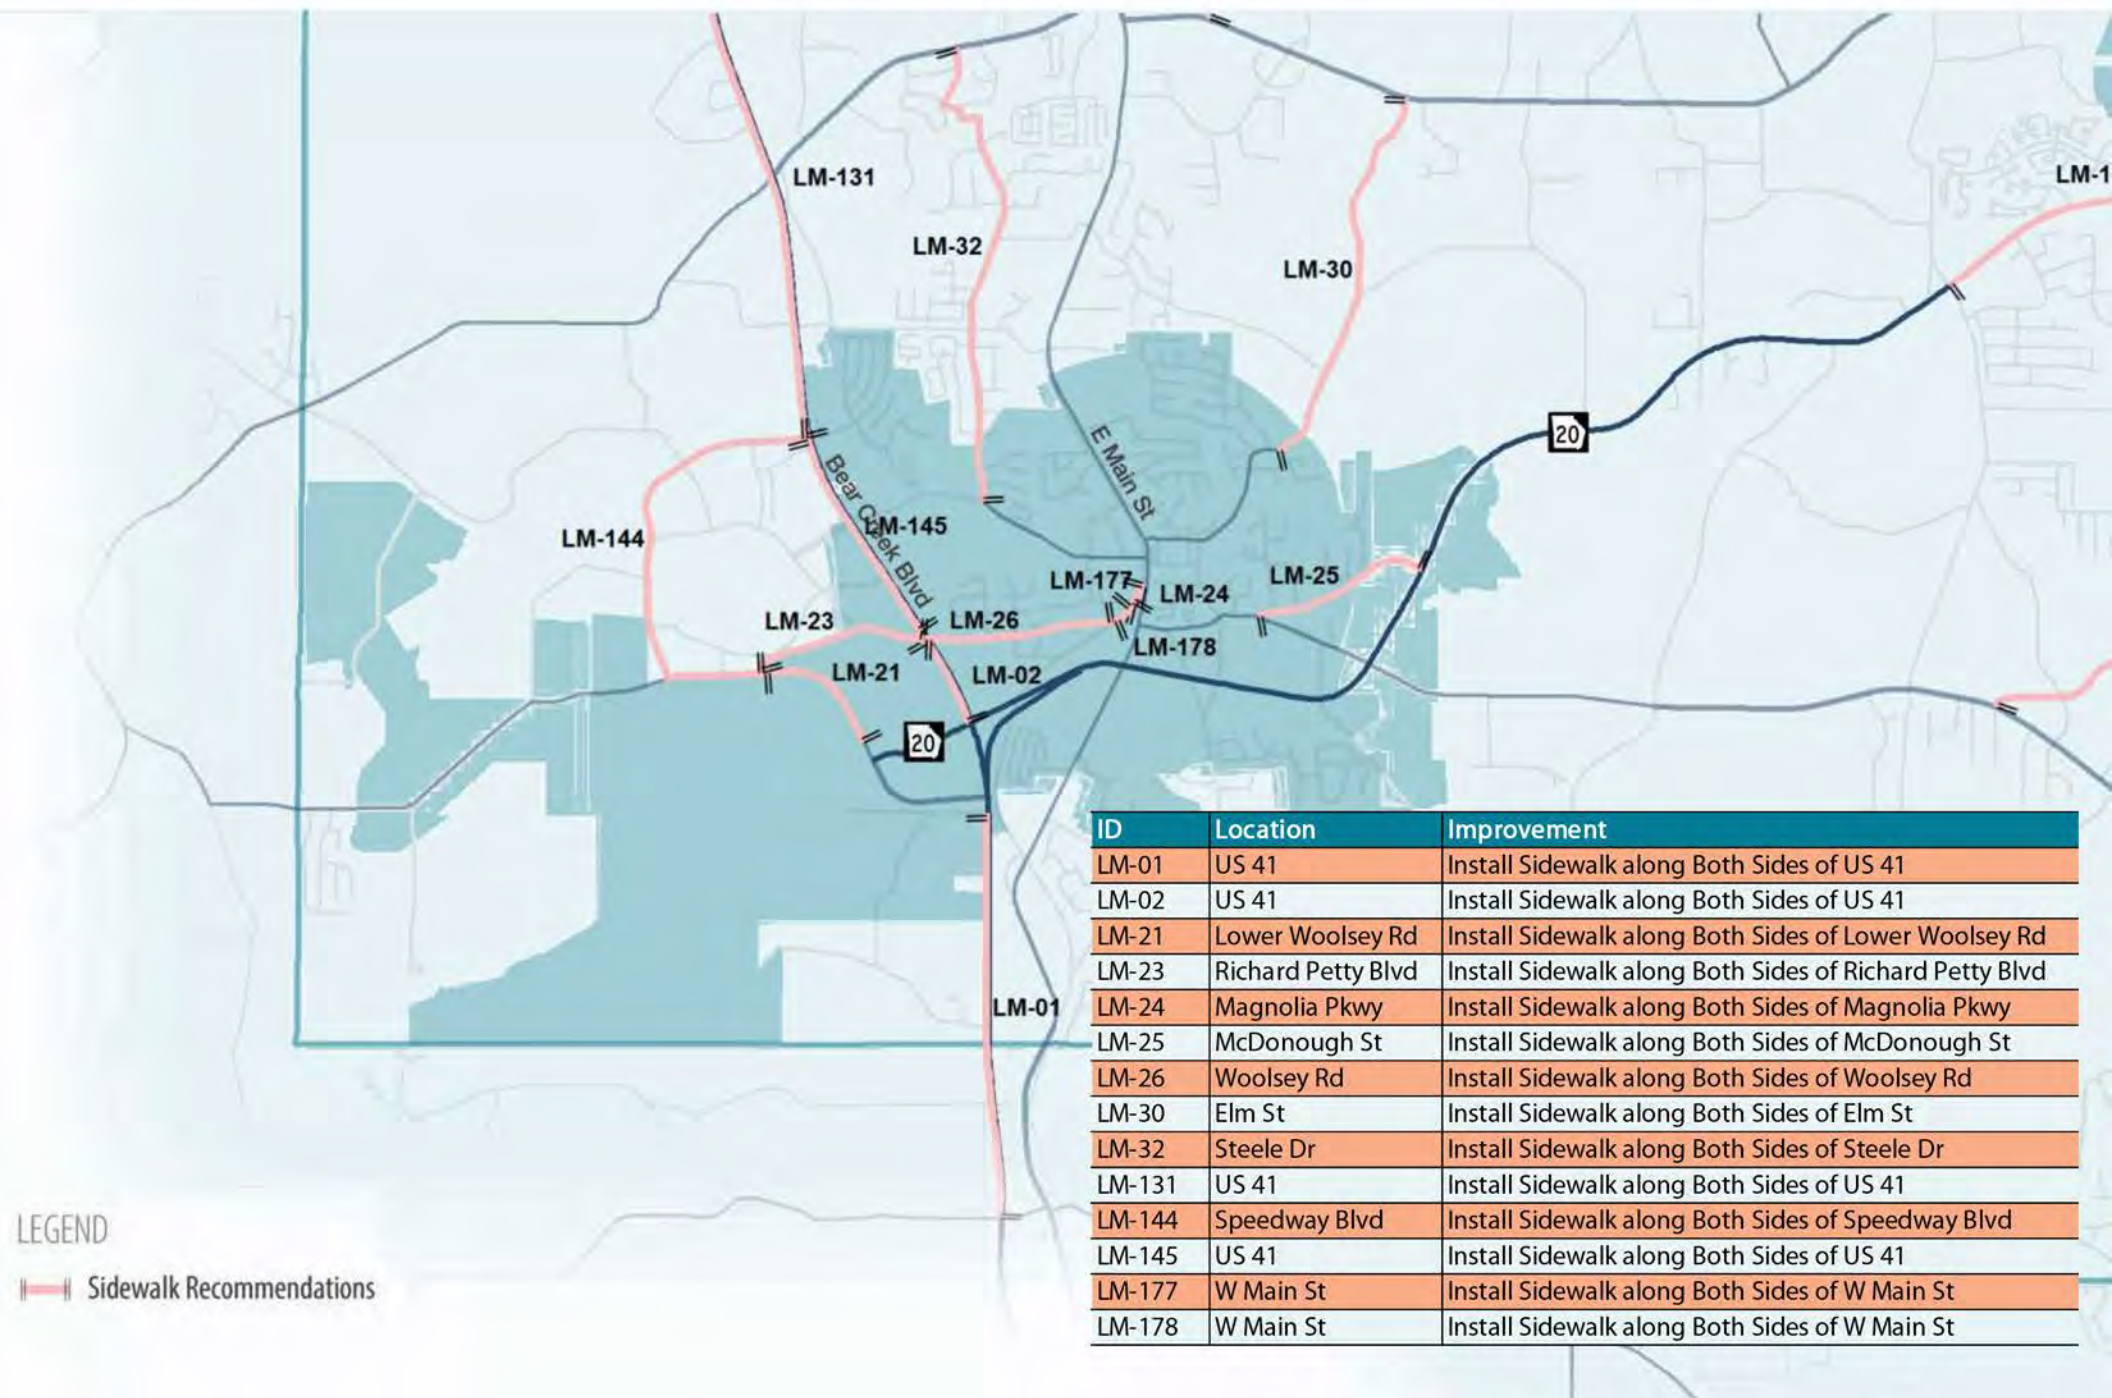 LM-131
LM-1
LM-32
LM-30
20
E Main St
Bear Creek Blvd
LM-145
LM-144
LM-177
LM-24
LM-25
LM-23
LM-26
LM-178
LM-21
LM-02
20
LM-01
ID Location Improvement
LM-01 US 41 Install Sidewalk along Both Sides of US 41
LM-02 US 41 Install Sidewalk along Both Sides of US 41
LM-21 Lower Woolsey Rd Install Sidewalk along Both Sides of Lower Woolsey Rd
LM-23 Richard Petty Blvd Install Sidewalk along Both Sides of Richard Petty Blvd
LM-24 Magnolia Pkwy Install Sidewalk along Both Sides of Magnolia Pkwy
LM-25 McDonough St Install Sidewalk along Both Sides of McDonough St
LM-26 Woolsey Rd Install Sidewalk along Both Sides of Woolsey Rd
LM-30 Elm St Install Sidewalk along Both Sides of Elm St
LM-32 Steele Dr Install Sidewalk along Both Sides of Steele Dr
LM-131 US 41 Install Sidewalk along Both Sides of US 41
LM-144 Speedway Blvd Install Sidewalk along Both Sides of Speedway Blvd
LM-145 US 41 Install Sidewalk along Both Sides of US 41
LM-177 W Main St Install Sidewalk along Both Sides of W Main St
LM-178 W Main St Install Sidewalk along Both Sides of W Main St
LEGEND
Sidewalk Recommendations